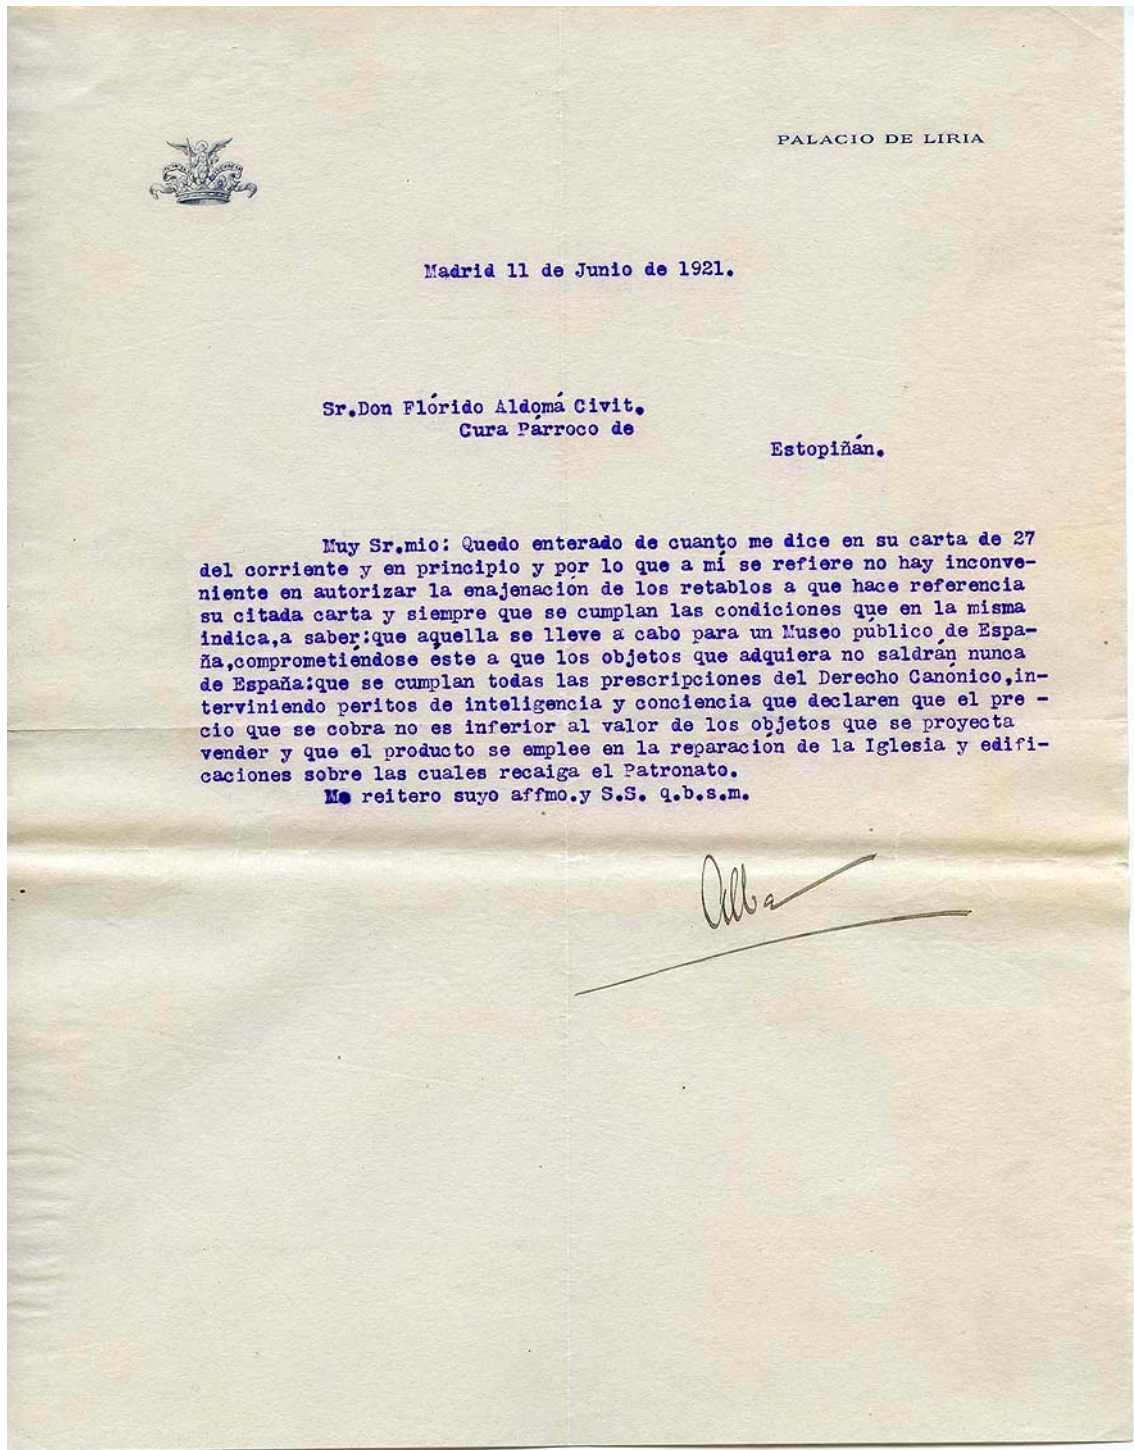 PALACIO DE LIRIA
Madrid 11 de Junio de 1921.
Sr.Don Flórido Aldomá Civit.
Cura Párroco de
Estopiñán.
Muy Sr.mio: Quedo enterado de cuanto me dice en su carta de 27
del corriente y en principio y por lo que a mí se refiere no hay inconve-
niente en autorizar la enajenación de los retablos a que hace referencia
su citada carta y siempre que se cumplan las condiciones que en la misma
indica,a saber:que aquella se lleve a cabo para un Museo público de Espa-
ña,comprometiéndose éste a que los objetos que adquiera no saldrán nunca
de España:que se cumplan todas las prescripciones del Derecho Canónico,in-
terviniendo peritos de inteligencia y conciencia que declaren que el pre -
cio que se cobra no es inferior al valor de los objetos que se proyecta
vender y que el producto se emplee en la reparación de la Iglesia y edifi-
caciones sobre las cuales recaiga el Patronato.
Me reitero suyo affmo.y S.S. q.b.s.m.
Alba